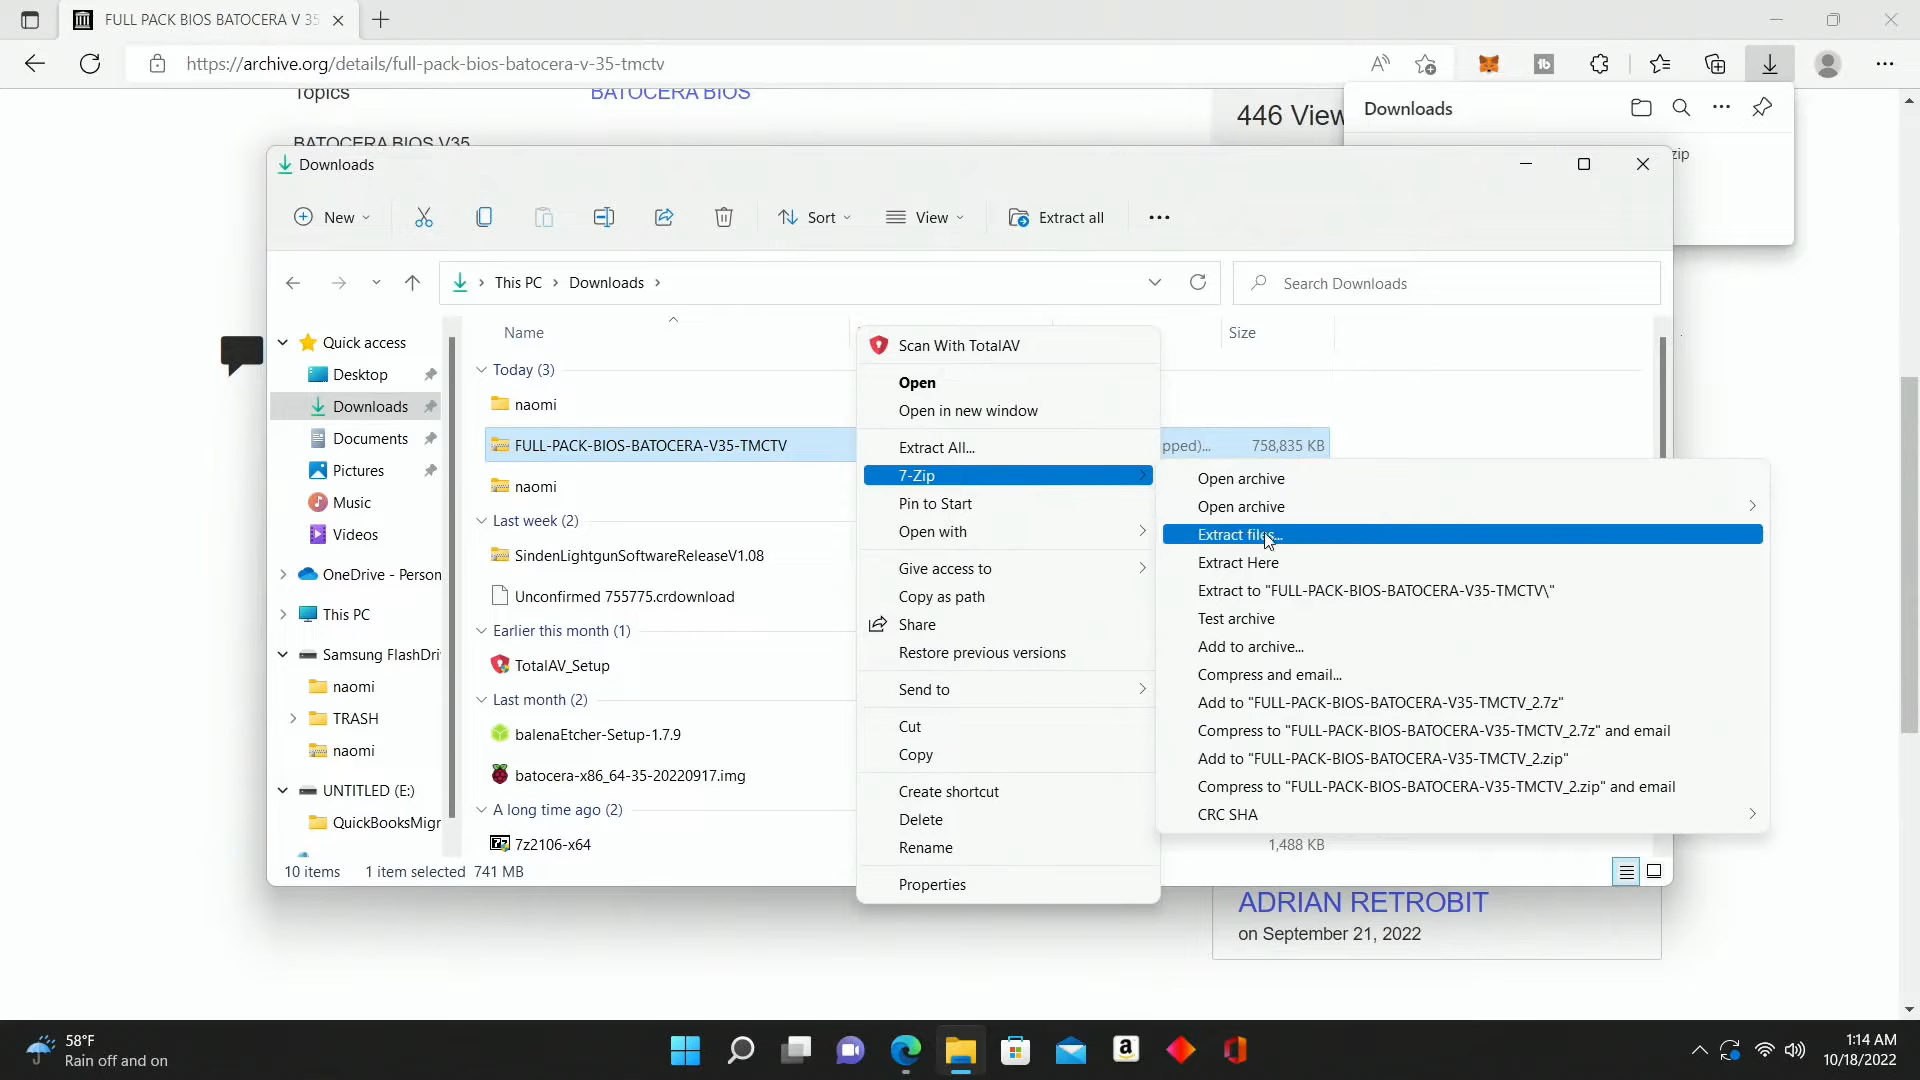 FULL PACK BIOS BATOCERA V 35
https://archive.org/details/full-pack-bios-batocera-v-35-tmctv
Topics
BATOCERA BIOS
446 View
Downloads
BATOCERA BIOS V35
zip
Downloads
New
Sort
View
Extract all
This PC
Downloads
Search Downloads
Name
Size
Quick access
Desktop
Downloads
Documents
Pictures
Music
Videos
OneDrive - Person
This PC
Samsung FlashDri
naomi
TRASH
naomi
UNTITLED (E:)
QuickBooksMigr
Today (3)
naomi
FULL-PACK-BIOS-BATOCERA-V35-TMCTV
pped)...
758,835 KB
naomi
Last week (2)
SindenLightgunSoftwareReleaseV1.08
Unconfirmed 755775.crdownload
Earlier this month (1)
TotalAV_Setup
Last month (2)
balenaEtcher-Setup-1.7.9
batocera-x86_64-35-20220917.img
A long time ago (2)
7z2106-x64
1,488 KB
10 items
1 item selected
741 MB
Scan With TotalAV
Open
Open in new window
Extract All...
7-Zip
Pin to Start
Open with
Give access to
Copy as path
Share
Restore previous versions
Send to
Cut
Copy
Create shortcut
Delete
Rename
Properties
Open archive
Open archive
Extract files...
Extract Here
Extract to "FULL-PACK-BIOS-BATOCERA-V35-TMCTV\"
Test archive
Add to archive...
Compress and email...
Add to "FULL-PACK-BIOS-BATOCERA-V35-TMCTV_2.7z"
Compress to "FULL-PACK-BIOS-BATOCERA-V35-TMCTV_2.7z" and email
Add to "FULL-PACK-BIOS-BATOCERA-V35-TMCTV_2.zip"
Compress to "FULL-PACK-BIOS-BATOCERA-V35-TMCTV_2.zip" and email
CRC SHA
ADRIAN RETROBIT
on September 21, 2022
58°F
Rain off and on
1:14 AM
10/18/2022